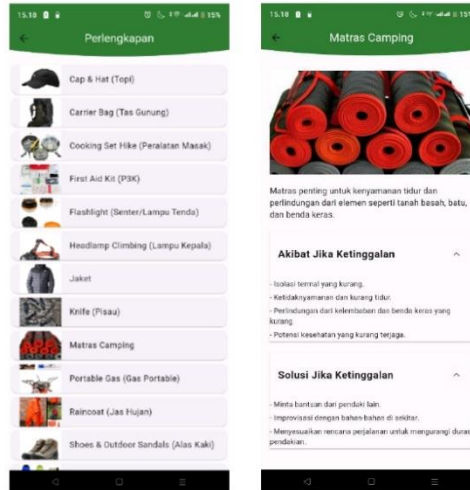 15.19
15%
Perlengkapan
Cap & Hat (Topi)
Carrier Bag (Tas Gunung)
Cooking Set Hike (Peralatan Masak)
First Aid Kit (P3K)
Flashlight (Senter/Lampu Tenda)
Headlamp Climbing (Lampu Kepala)
Jaket
Knife (Pisau)
Matras Camping
Portable Gas (Gas Portable)
Raincoat (Jas Hujan)
Shoes & Outdoor Sandals (Alas Kaki)
15.18
Matras Camping
Matras penting untuk kenyamanan tidur dan
perlindungan dari elemen seperti tanah basah, batu,
dan benda keras.
Akibat Jika Ketinggalan
- Isolasi termal yang kurang.
- Ketidaknyamanan dan kurang tidur.
- Perlindungan dari kelembaban dan benda keras yang
kurang.
- Potensi kesehatan yang kurang terjaga.
Solusi Jika Ketinggalan
- Minta bantuan dari pendaki lain.
- Improvisasi dengan bahan-bahan di sekitar.
- Menyesuaikan rencana perjalanan untuk mengurangi duras
pendakian.